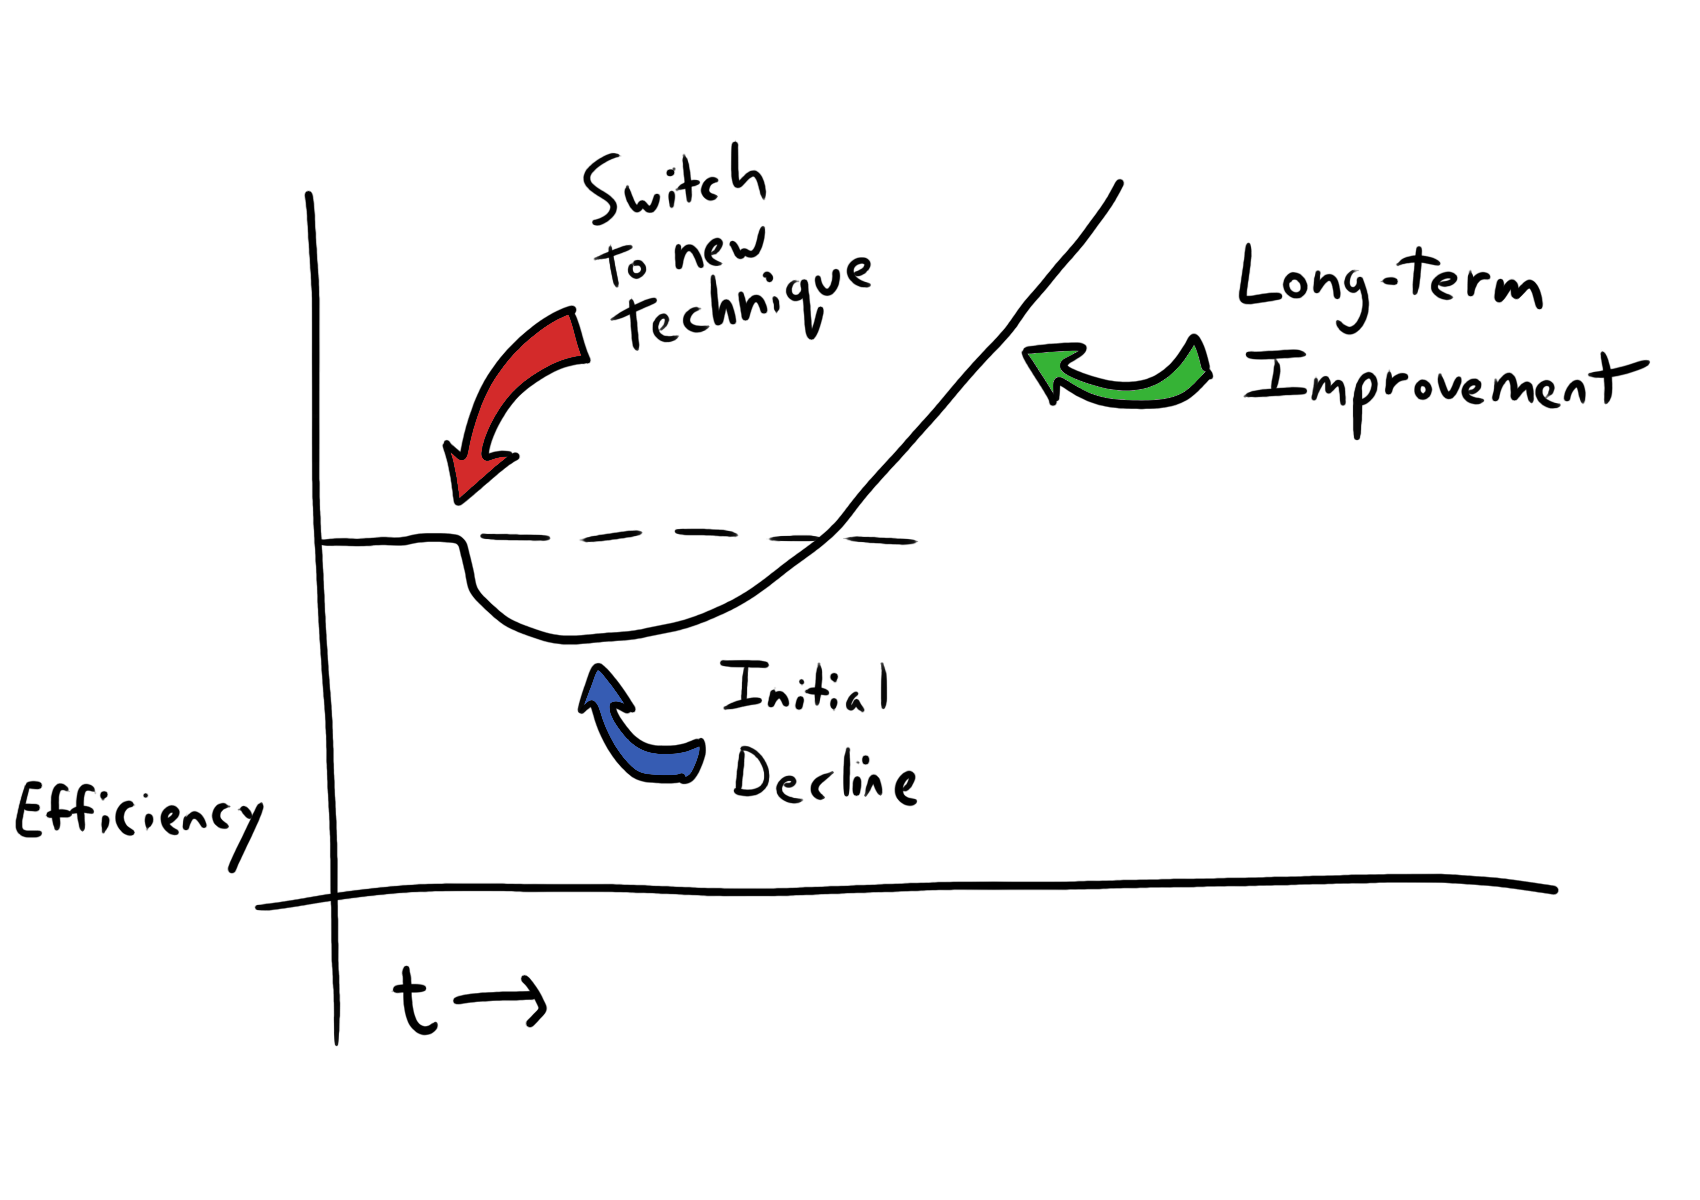 Switch
to new
technique
Long-term
Improvement
Initial
Decline
Efficiency
t →